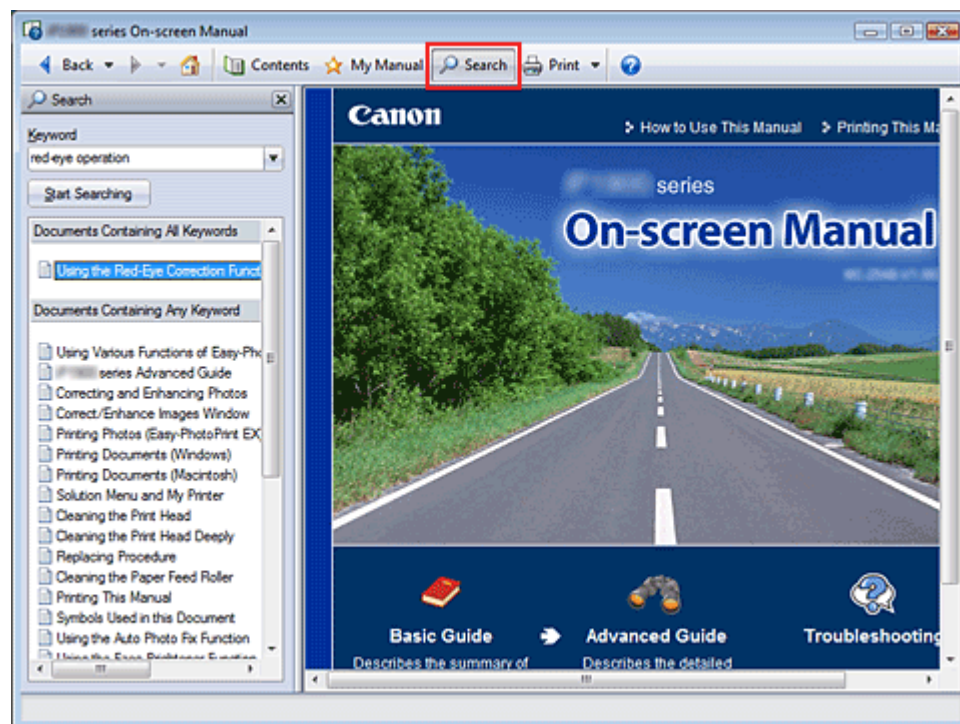 series On-screen Manual
Back
Contents
My Manual
Search
Print
Search
Keyword
red-eye operation
Start Searching
Documents Containing All Keywords
Using the Red-Eye Correction Funct
Documents Containing Any Keyword
Using Various Functions of Easy-Pho
series Advanced Guide
Correcting and Enhancing Photos
Correct/Enhance Images Window
Printing Photos (Easy-PhotoPrint EX
Printing Documents (Windows)
Printing Documents (Macintosh)
Solution Menu and My Printer
Cleaning the Print Head
Cleaning the Print Head Deeply
Replacing Procedure
Cleaning the Paper Feed Roller
Printing This Manual
Symbols Used in this Document
Using the Auto Photo Fix Function
Using the Face Brightener Function
Canon
How to Use This Manual
Printing This Ma
series
On-screen Manual
Basic Guide
Advanced Guide
Troubleshooting
Describes the summary of
Describes the detailed